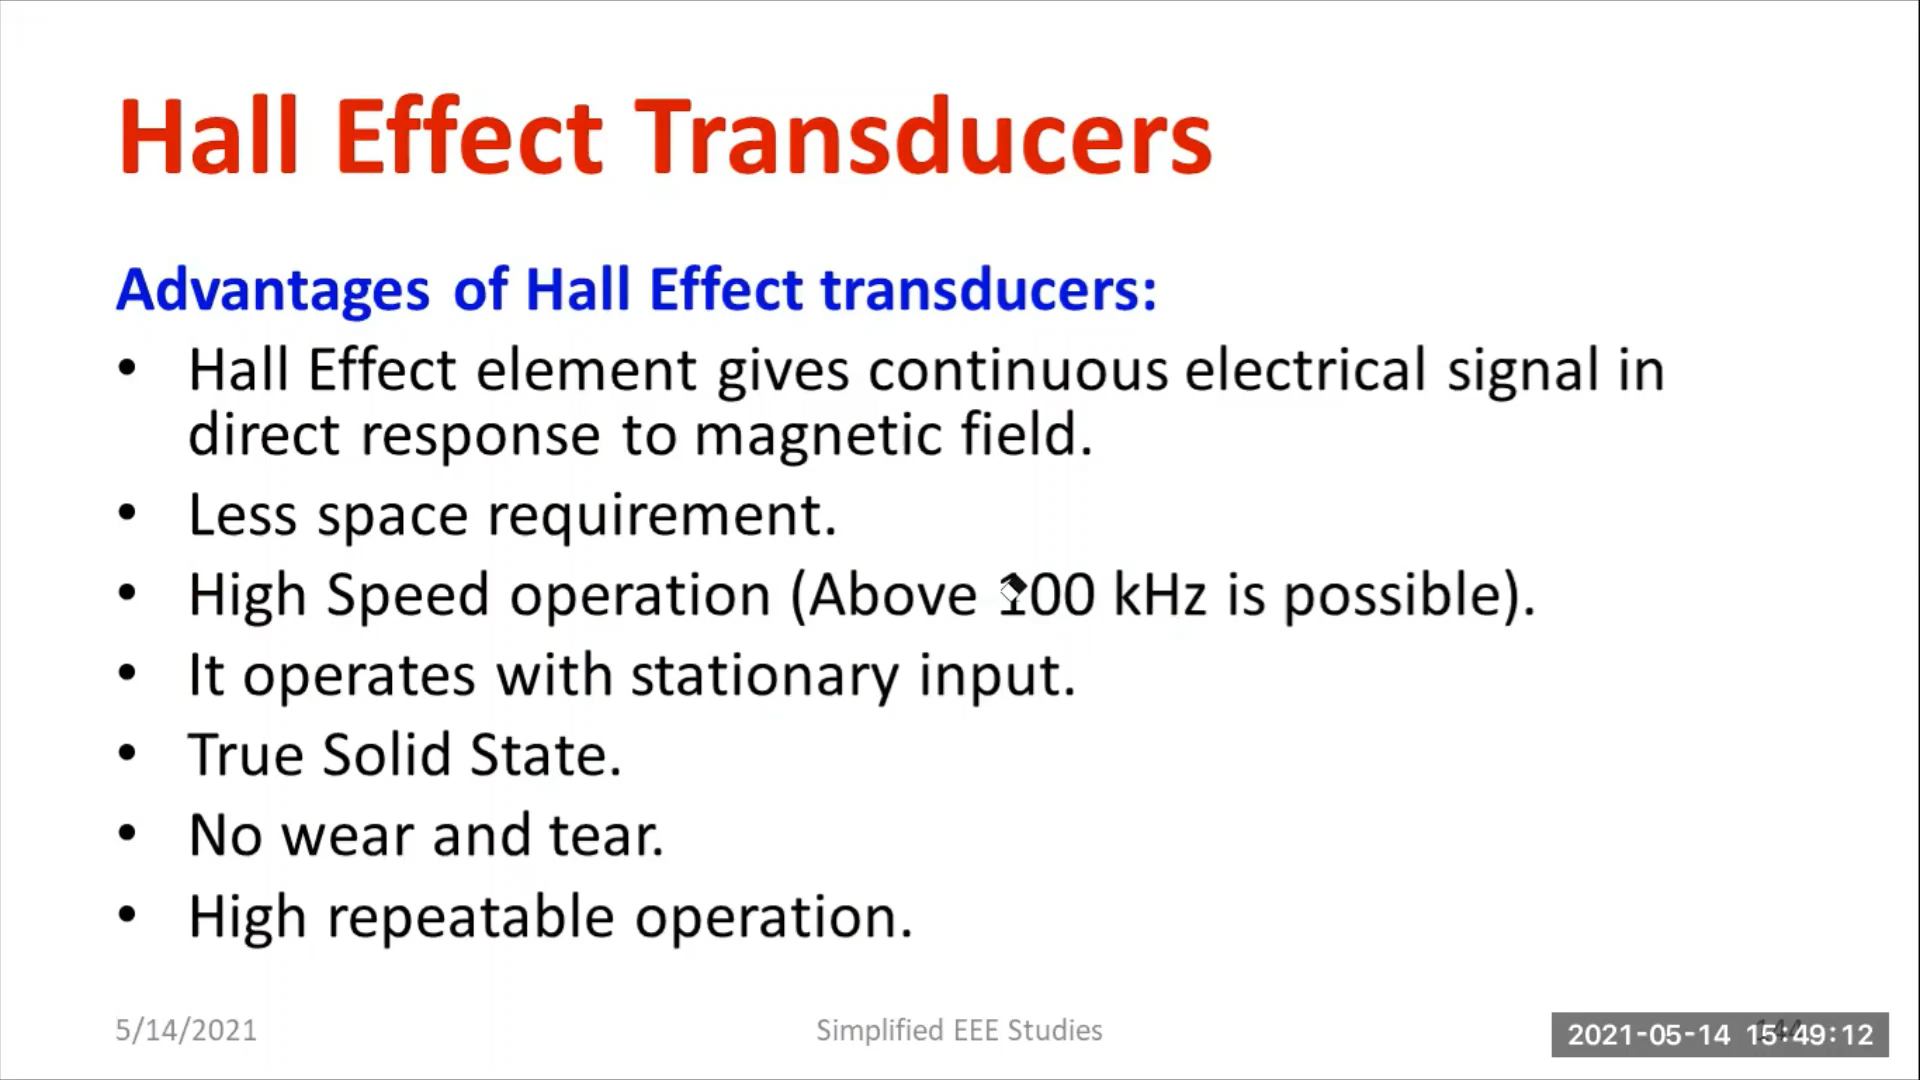 Hall Effect Transducers
Advantages of Hall Effect transducers:
• Hall Effect element gives continuous electrical signal in
direct response to magnetic field.
• Less space requirement.
• High Speed operation (Above 100 kHz is possible).
• It operates with stationary input.
• True Solid State.
• No wear and tear.
• High repeatable operation.
5/14/2021
Simplified EEE Studies
2021-05-14 15:49:12